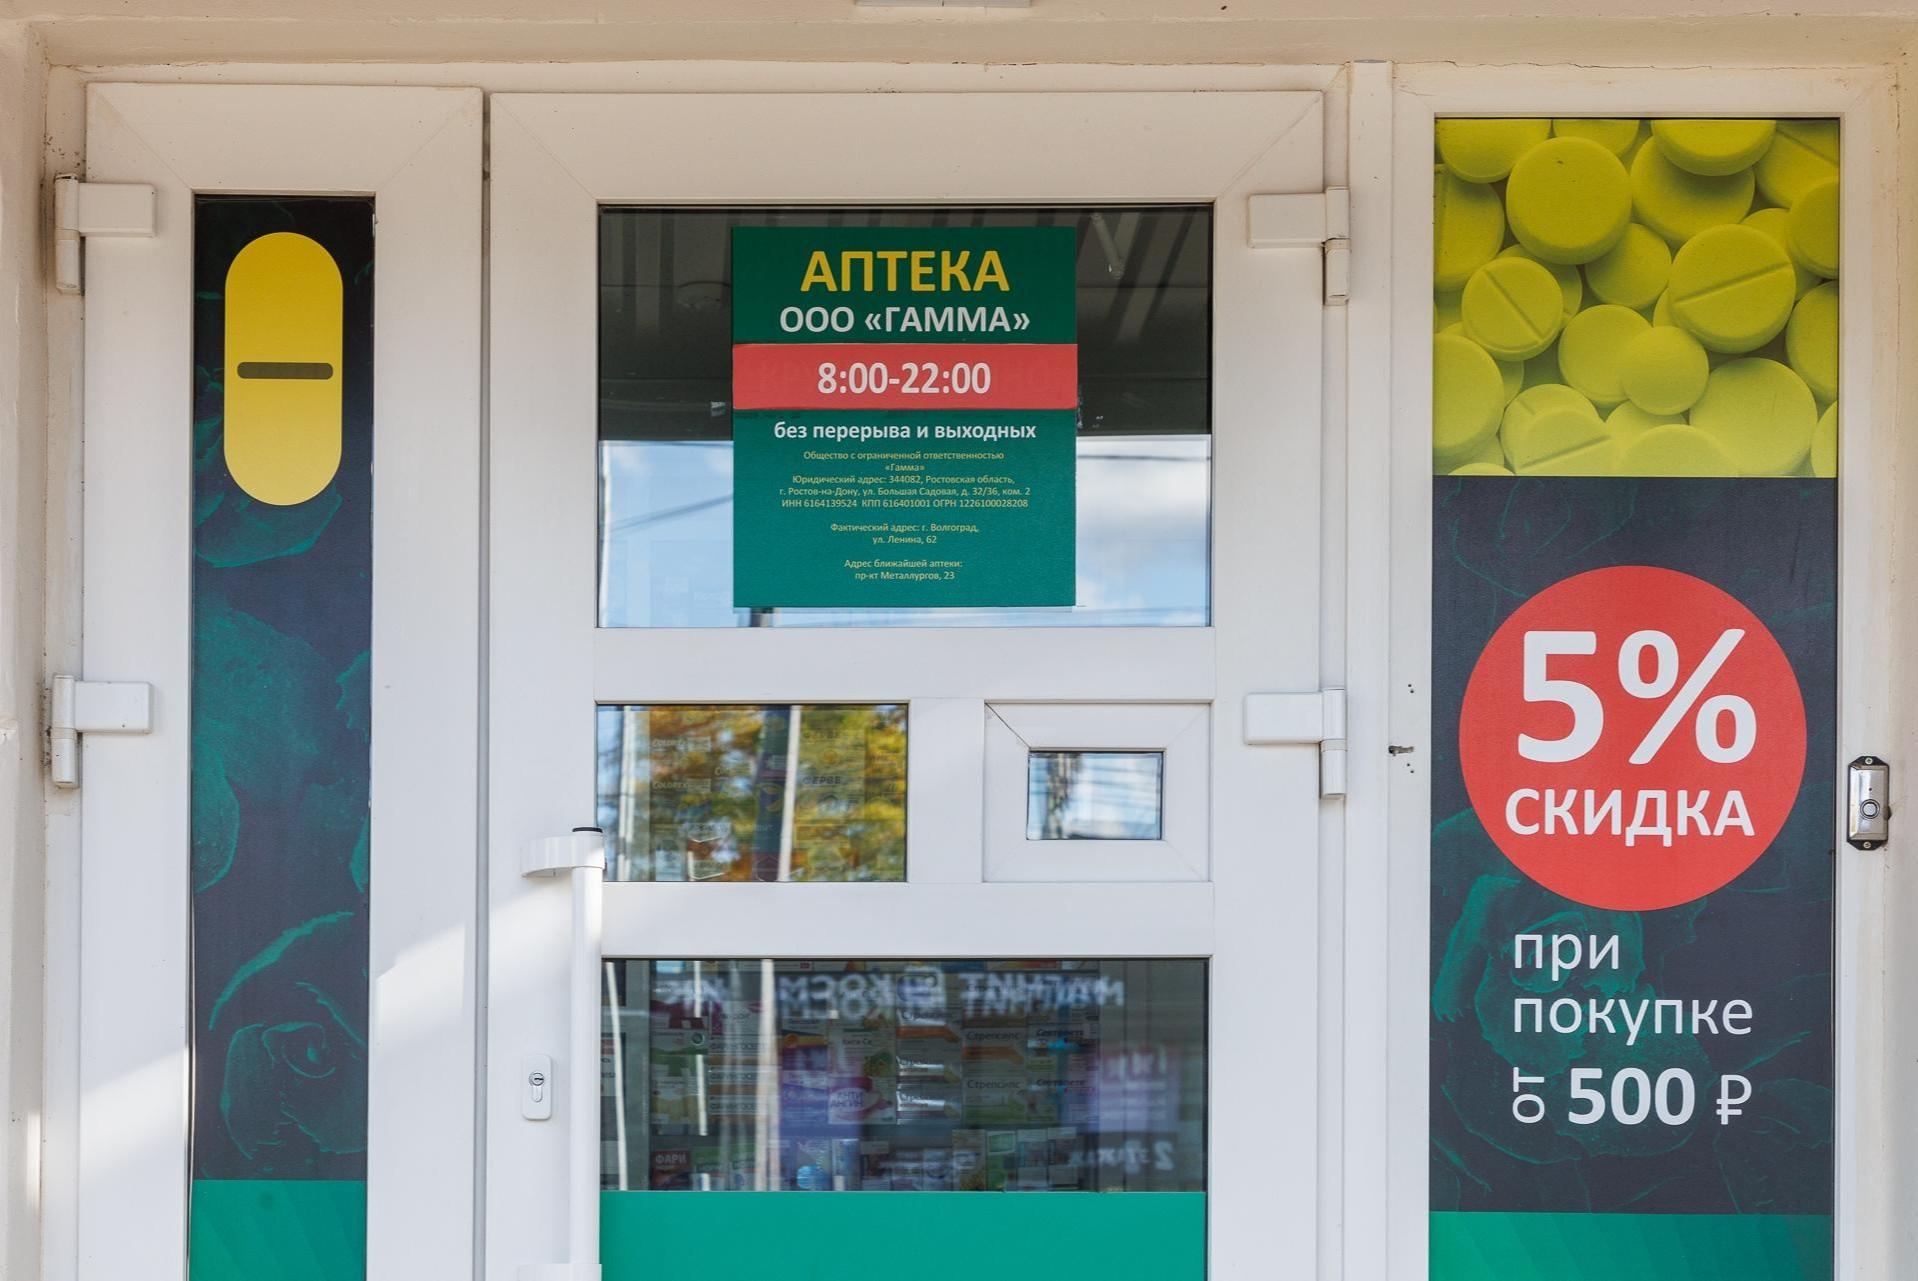 АПТЕКА
ООО «ГАММА»
8:00-22:00
без перерыва и выходных
Общество с ограниченной ответственностью
«Гамма»
Юридический адрес: 344082, Ростовская область,
г. Ростов-на-Дону, ул. Большая Садовая, д. 32/36, ком. 2
ИНН 6164139524 КПП 616401001 ОГРН 1226100028208
Фактический адрес: г. Волгоград,
ул. Ленина, 62
Адрес ближайшей аптеки:
пр-кт Металлургов, 23
5%
СКИДКА
при
покупке
от 500 ₽
Стрепсилс
Стрепсилс